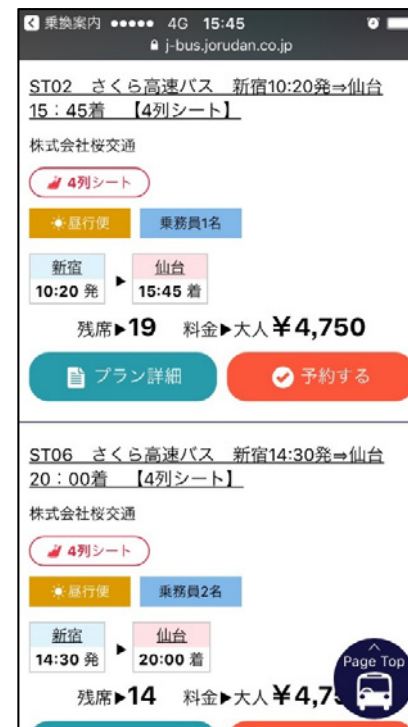 乗換案内 4G 15:45
j-bus.jorudan.co.jp
ST02 さくら高速バス 新宿10:20発⇒仙台
15：45着 【4列シート】
株式会社桜交通
4列シート
昼行便 乗務員1名
新宿 ▶ 仙台
10:20 発 15:45 着
残席▶19 料金▶大人￥4,750
プラン詳細 予約する
ST06 さくら高速バス 新宿14:30発⇒仙台
20：00着 【4列シート】
株式会社桜交通
4列シート
昼行便 乗務員2名
新宿 ▶ 仙台
14:30 発 20:00 着
Page Top
残席▶14 料金▶大人￥4,7